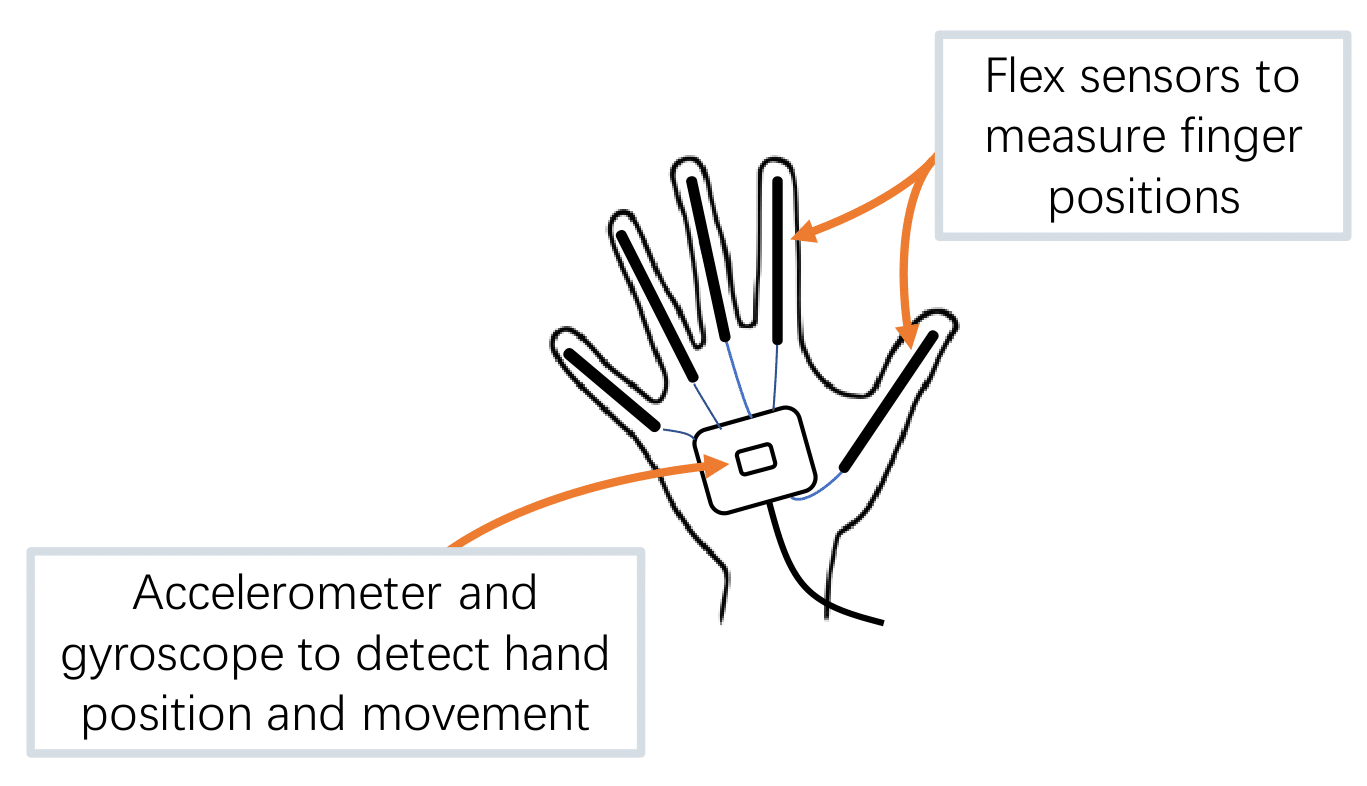 Flex sensors to
measure finger
positions
Accelerometer and
gyroscope to detect hand
position and movement